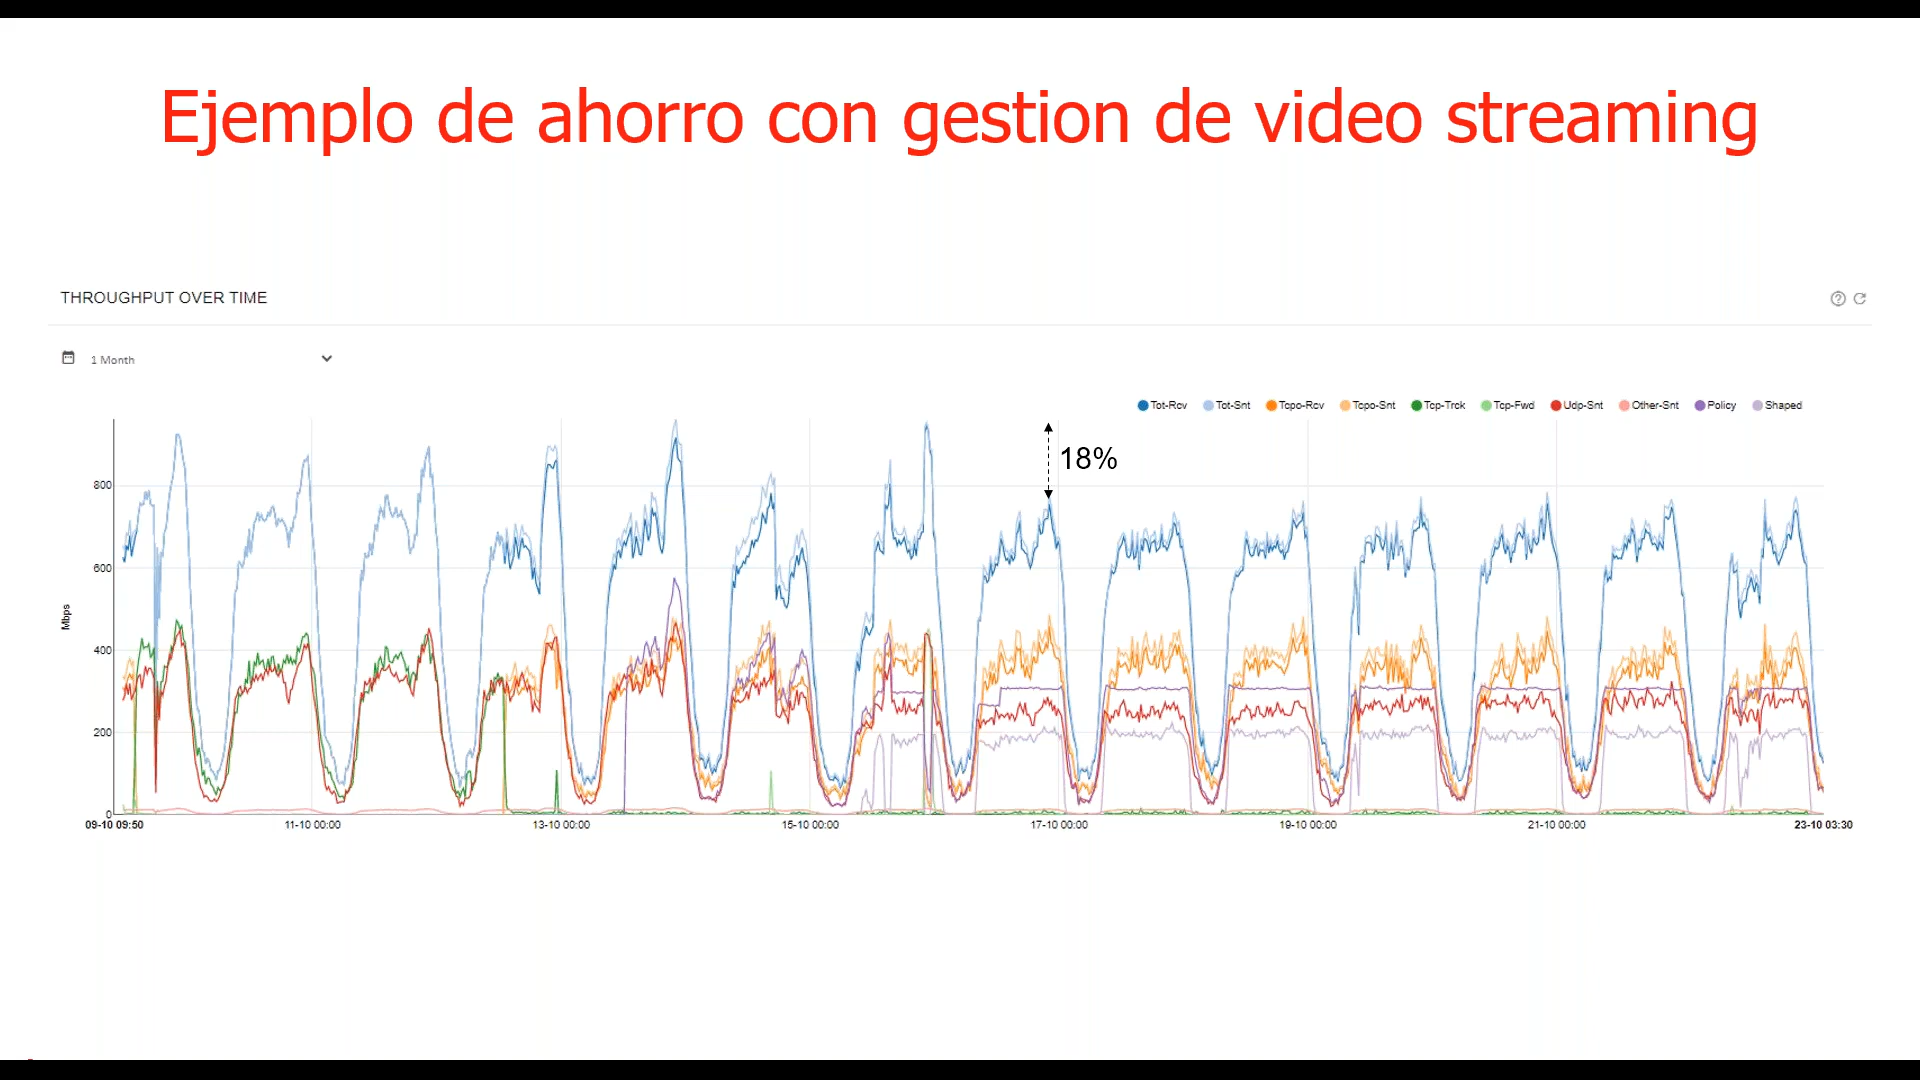 Ejemplo de ahorro con gestion de video streaming
THROUGHPUT OVER TIME
1 Month
Tot-Rcv Tot-Snt Tcpo-Rcv Tcpo-Snt Tcp-Trck Tcp-Fwd Udp-Snt Other-Snt Policy Shaped
18%
800
600
Mbps
400
200
0
09-10 09:50 11-10 00:00 13-10 00:00 15-10 00:00 17-10 00:00 19-10 00:00 21-10 00:00 23-10 03:30